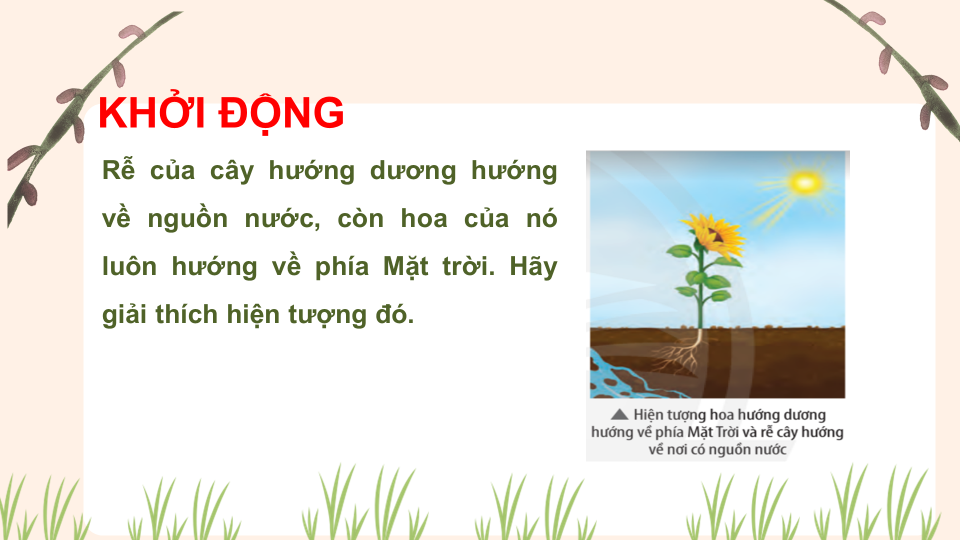 KHỞI ĐỘNG
Rễ của cây hướng dương hướng
về nguồn nước, còn hoa của nó
luôn hướng về phía Mặt trời. Hãy
giải thích hiện tượng đó.
▲ Hiện tượng hoa hướng dương
hướng về phía Mặt Trời và rễ cây hướng
về nơi có nguồn nước